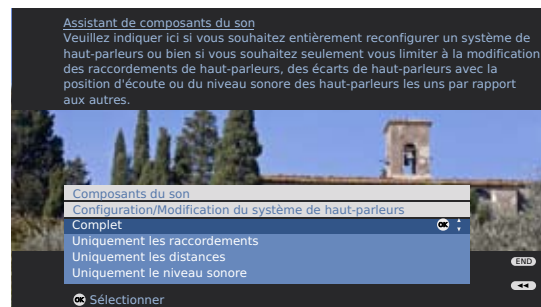 Assistant de composants du son
Veuillez indiquer ici si vous souhaitez entièrement reconfigurer un système de
haut-parleurs ou bien si vous souhaitez seulement vous limiter à la modification
des raccordements de haut-parleurs, des écarts de haut-parleurs avec la
position d'écoute ou du niveau sonore des haut-parleurs les uns par rapport
aux autres.
Composants du son
Configuration/Modification du système de haut-parleurs
Complet OK
Uniquement les raccordements
Uniquement les distances
END
Uniquement le niveau sonore
OK Sélectionner